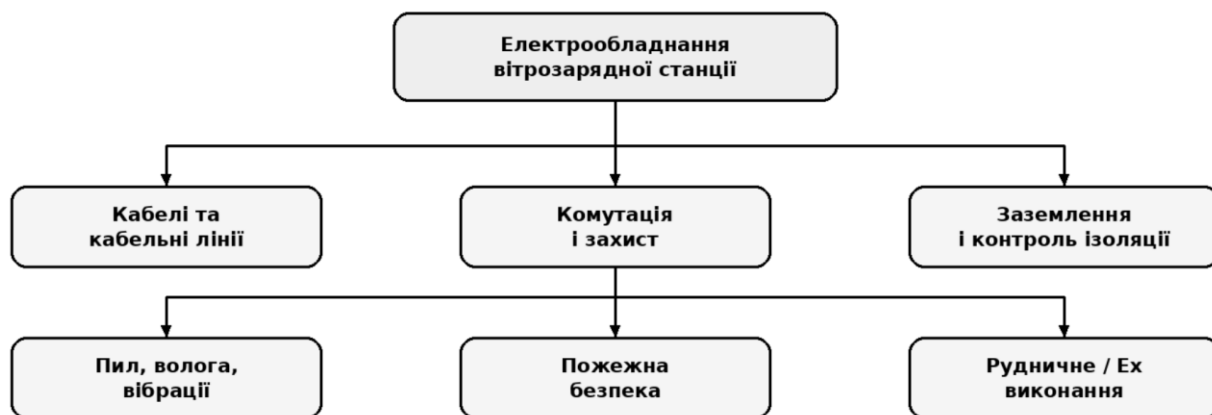 Електрообладнання
вітрозарядної станції
Кабелі та
кабельні лінії
Комутація
і захист
Заземлення
і контроль ізоляції
Пил, волога,
вібрації
Пожежна
безпека
Рудничне / Ex
виконання